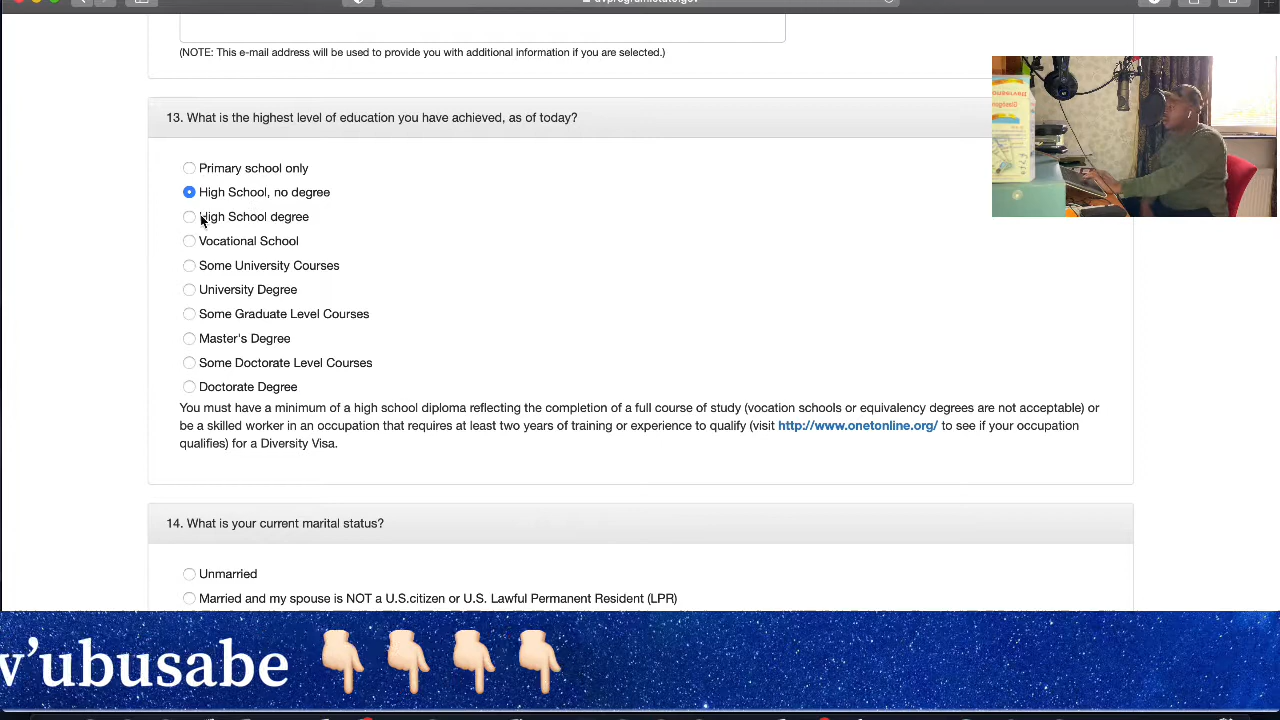 (NOTE: This e-mail address will be used to provide you with additional information if you are selected.)
13. What is the highest level of education you have achieved, as of today?
Primary school only
High School, no degree
High School degree
Vocational School
Some University Courses
University Degree
Some Graduate Level Courses
Master's Degree
Some Doctorate Level Courses
Doctorate Degree
You must have a minimum of a high school diploma reflecting the completion of a full course of study (vocation schools or equivalency degrees are not acceptable) or
be a skilled worker in an occupation that requires at least two years of training or experience to qualify (visit http://www.onetonline.org/ to see if your occupation
qualifies) for a Diversity Visa.
14. What is your current marital status?
Unmarried
Married and my spouse is NOT a U.S.citizen or U.S. Lawful Permanent Resident (LPR)
w'ubusabe 👇🏻 👇🏻 👇🏻 👇🏻